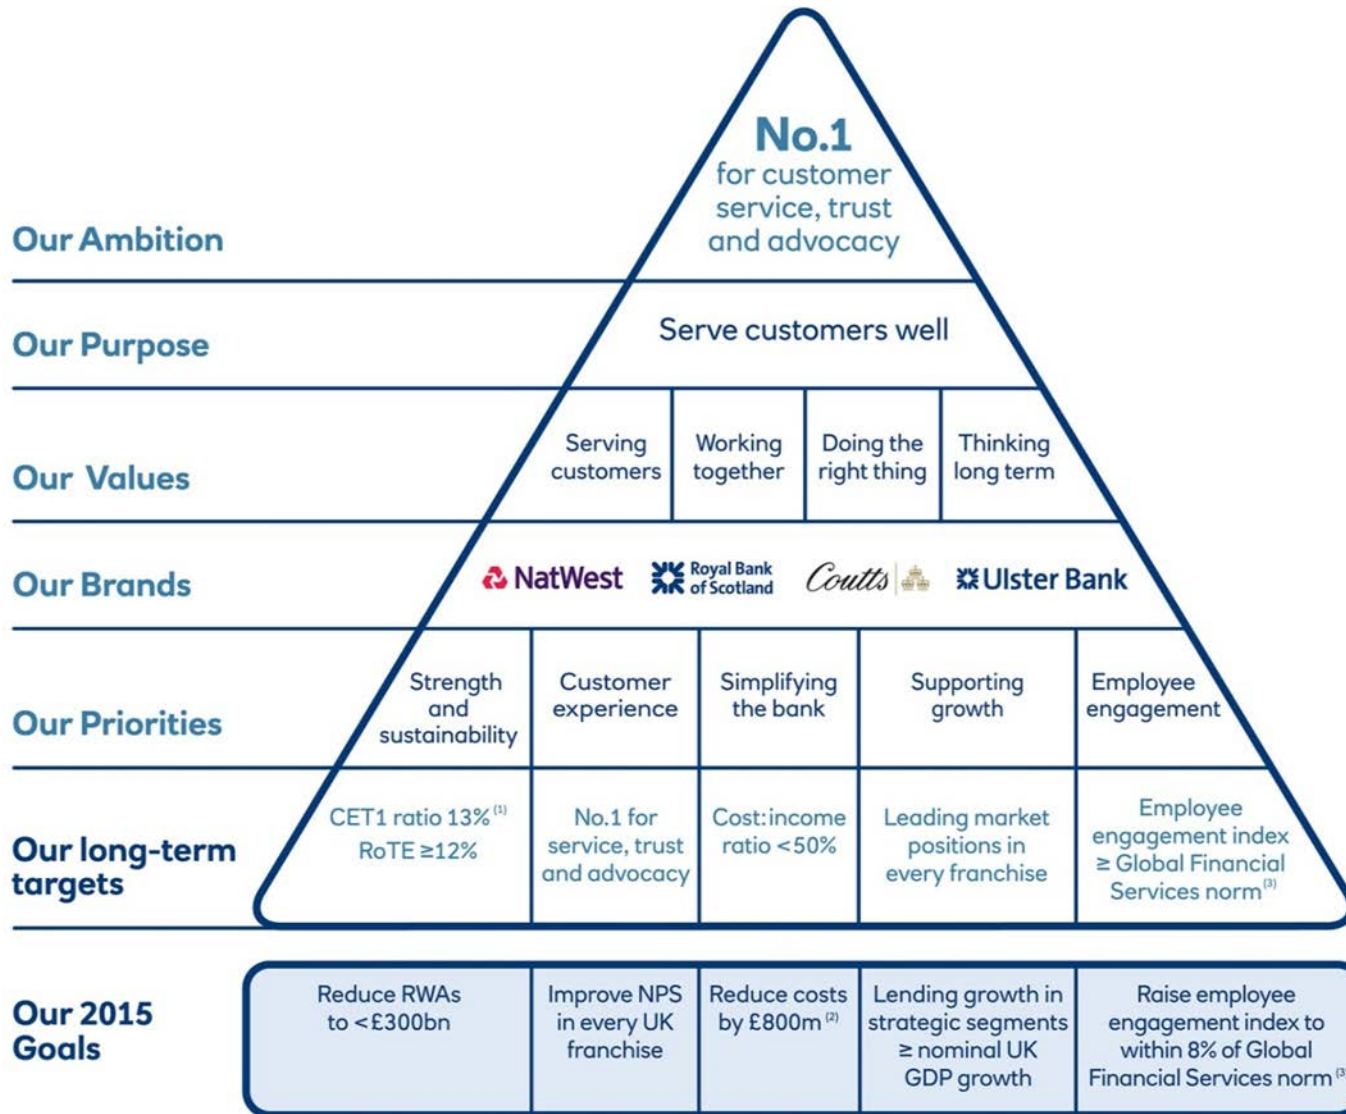 No.1
for customer
service, trust
and advocacy
Our Ambition
Our Purpose
Serve customers well
Our Values
Serving
customers
Working
together
Doing the
right thing
Thinking
long term
Our Brands
NatWest
Royal Bank
of Scotland
Coutts
Ulster Bank
Our Priorities
Strength
and
sustainability
Customer
experience
Simplifying
the bank
Supporting
growth
Employee
engagement
Our long-term
targets
CET1 ratio 13% (1)
RoTE ≥12%
No.1 for
service, trust
and advocacy
Cost:income
ratio <50%
Leading market
positions in
every franchise
Employee
engagement index
≥ Global Financial
Services norm (3)
Our 2015
Goals
Reduce RWAs
to <£300bn
Improve NPS
in every UK
franchise
Reduce costs
by £800m (2)
Lending growth in
strategic segments
≥ nominal UK
GDP growth
Raise employee
engagement index to
within 8% of Global
Financial Services norm (3)